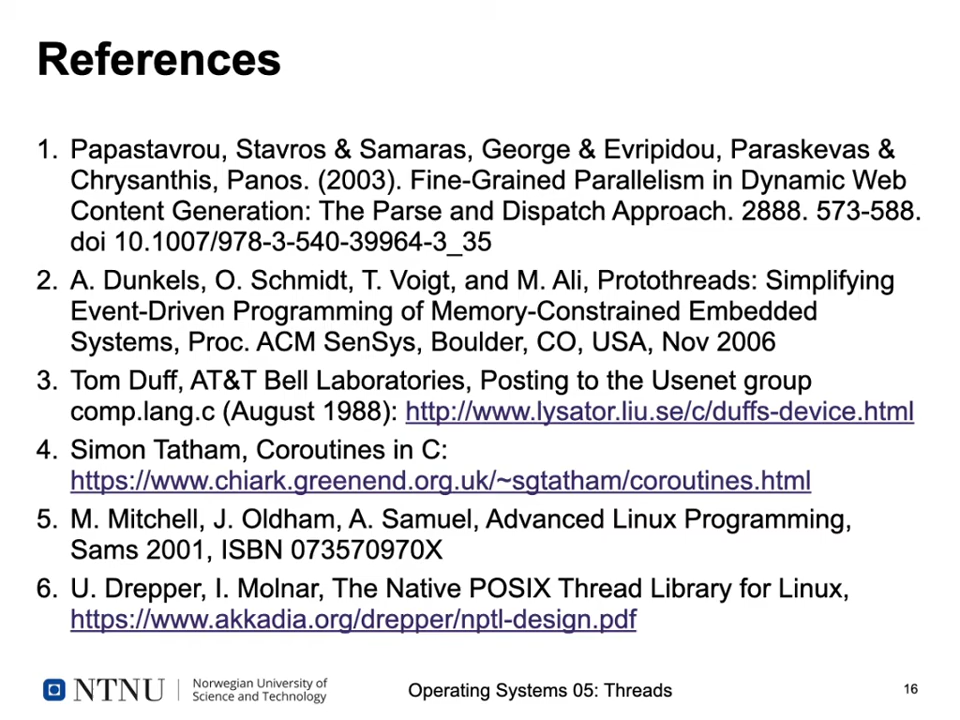 References
1. Papastavrou, Stavros & Samaras, George & Evripidou, Paraskevas &
Chrysanthis, Panos. (2003). Fine-Grained Parallelism in Dynamic Web
Content Generation: The Parse and Dispatch Approach. 2888. 573-588.
doi 10.1007/978-3-540-39964-3_35
2. A. Dunkels, O. Schmidt, T. Voigt, and M. Ali, Protothreads: Simplifying
Event-Driven Programming of Memory-Constrained Embedded
Systems, Proc. ACM SenSys, Boulder, CO, USA, Nov 2006
3. Tom Duff, AT&T Bell Laboratories, Posting to the Usenet group
comp.lang.c (August 1988): http://www.lysator.liu.se/c/duffs-device.html
4. Simon Tatham, Coroutines in C:
https://www.chiark.greenend.org.uk/~sgtatham/coroutines.html
5. M. Mitchell, J. Oldham, A. Samuel, Advanced Linux Programming,
Sams 2001, ISBN 073570970X
6. U. Drepper, I. Molnar, The Native POSIX Thread Library for Linux,
https://www.akkadia.org/drepper/nptl-design.pdf
NTNU
Norwegian University of
Science and Technology
Operating Systems 05: Threads
16